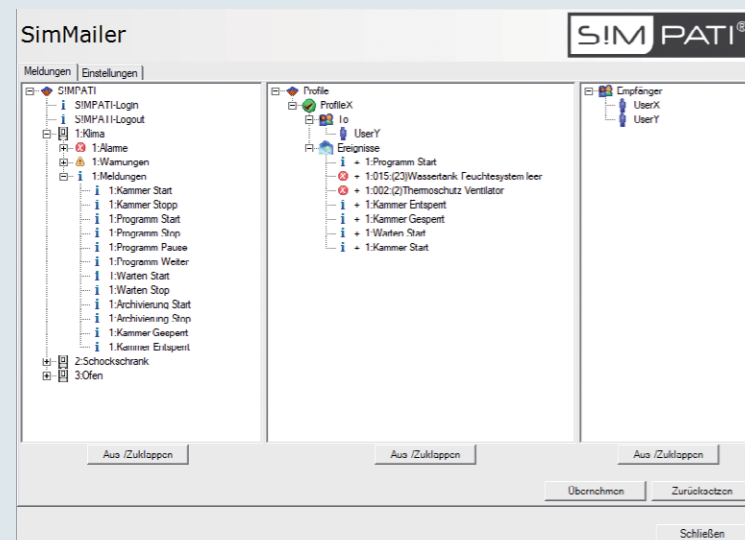 SimMailer
S!MPATI®
Meldungen
Einstellungen
S!MPATI
S!MPATI-Login
S!MPATI-Logout
1:Klima
1:Alarme
1:Warnungen
1:Meldungen
1:Kammer Start
1:Kammer Stopp
1:Programm Start
1:Programm Stop
1:Programm Pause
1:Programm Weiter
1:Warten Start
1:Warten Stop
1:Archivierung Start
1:Archivierung Stop
1:Kammer Gesperrt
1:Kammer Entsperrt
2:Schockschrank
3:Ofen
Aus-/Zuklappen
Profile
ProfileX
To
UserY
Ereignisse
+ 1:Programm Start
+ 1:015:(23)Wassertank Feuchtesystem leer
+ 1:002:(2)Thermoschutz Ventilator
+ 1:Kammer Entsperrt
+ 1:Kammer Gesperrt
+ 1:Warten Start
+ 1:Kammer Start
Aus-/Zuklappen
Empfänger
UserX
UserY
Aus-/Zuklappen
Übernehmen
Zurücksetzen
Schließen